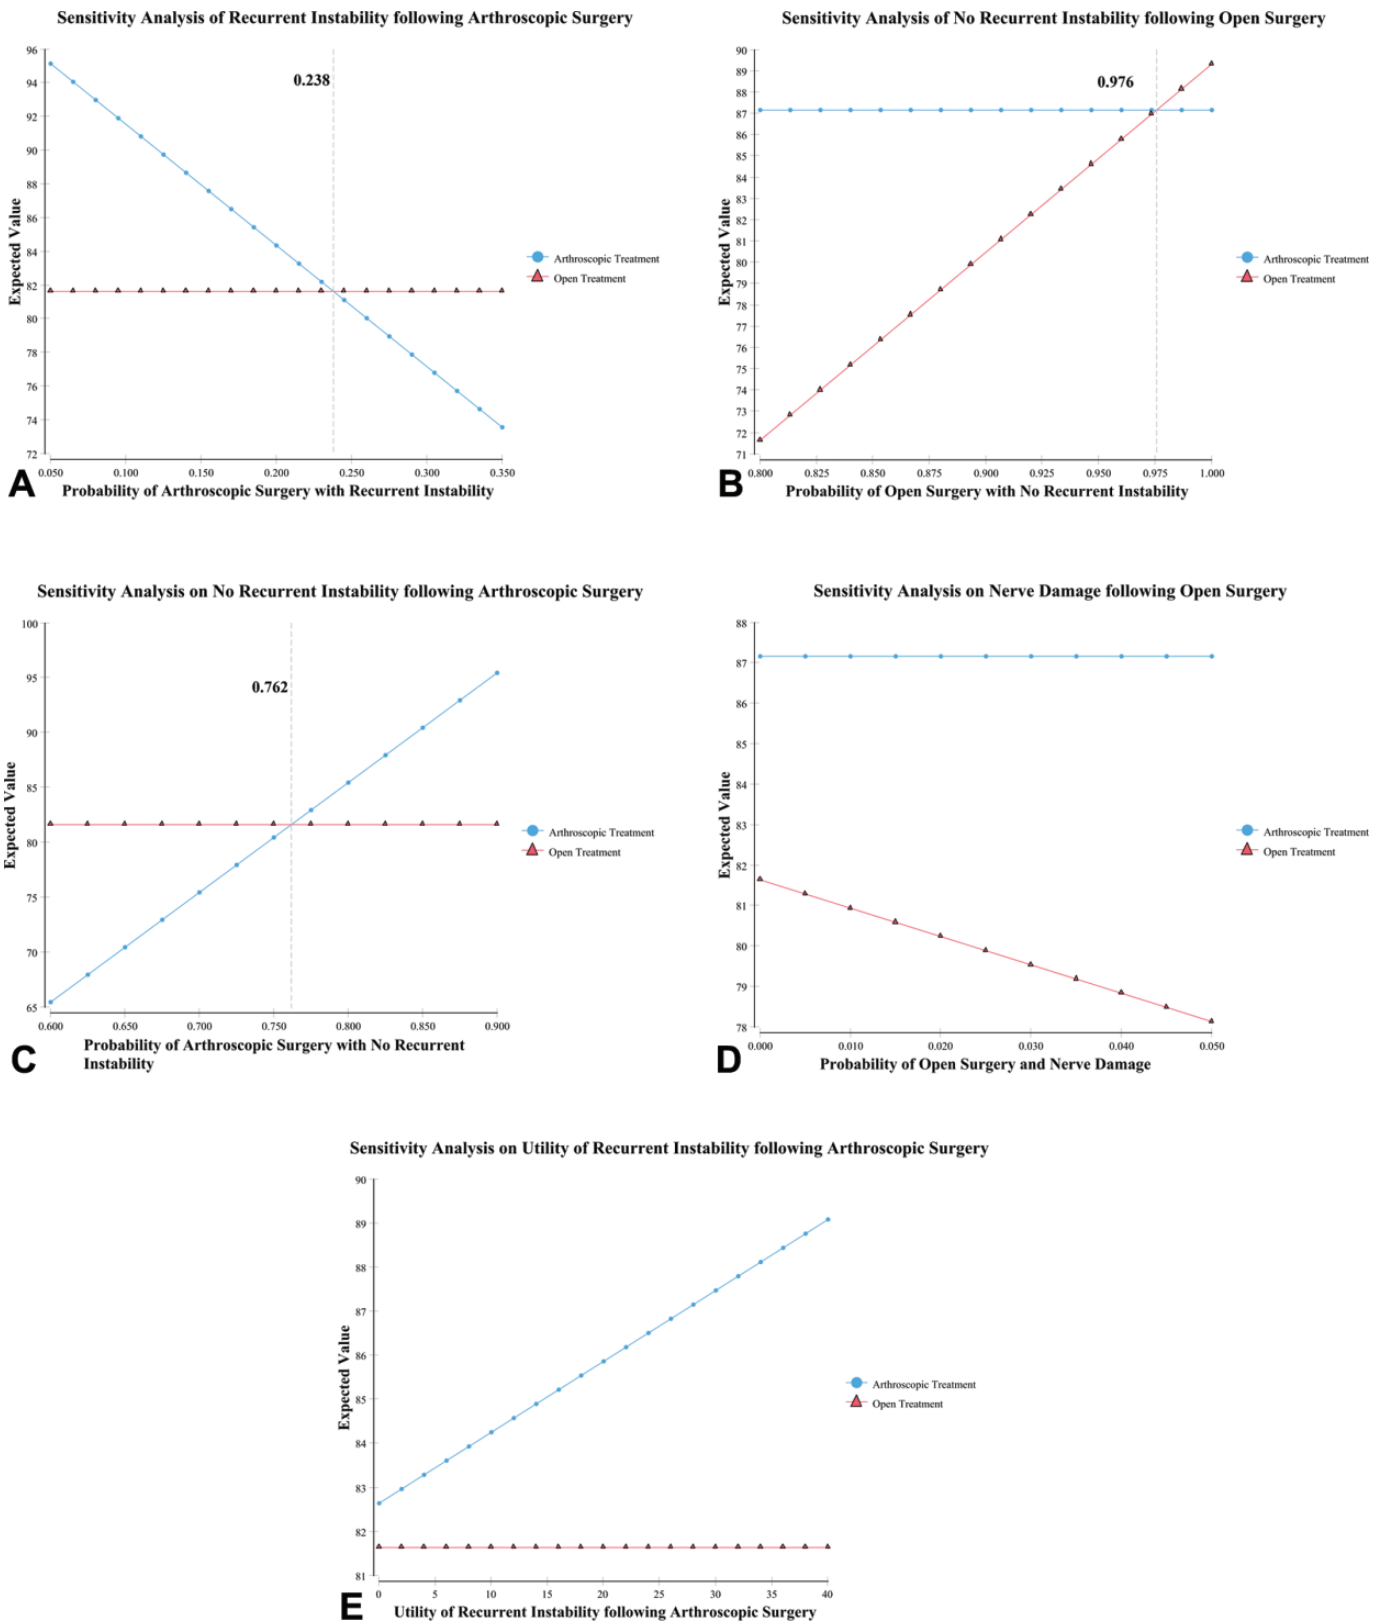 Sensitivity Analysis of Recurrent Instability following Arthroscopic Surgery
96
94
92
90
88
86
84
82
80
78
76
74
72
0.238
Expected Value
0.050 0.100 0.150 0.200 0.250 0.300 0.350
Probability of Arthroscopic Surgery with Recurrent Instability
Arthroscopic Treatment
Open Treatment
A
Sensitivity Analysis of No Recurrent Instability following Open Surgery
90
89
88
87
86
85
84
83
82
81
80
79
78
77
76
75
74
73
72
71
0.976
Expected Value
0.800 0.825 0.850 0.875 0.900 0.925 0.950 0.975 1.000
Probability of Open Surgery with No Recurrent Instability
Arthroscopic Treatment
Open Treatment
B
Sensitivity Analysis on No Recurrent Instability following Arthroscopic Surgery
100
95
90
85
80
75
70
65
0.762
Expected Value
0.600 0.650 0.700 0.750 0.800 0.850 0.900
Probability of Arthroscopic Surgery with No Recurrent
Instability
Arthroscopic Treatment
Open Treatment
C
Sensitivity Analysis on Nerve Damage following Open Surgery
88
87
86
85
84
83
82
81
80
79
78
Expected Value
0.000 0.010 0.020 0.030 0.040 0.050
Probability of Open Surgery and Nerve Damage
Arthroscopic Treatment
Open Treatment
D
Sensitivity Analysis on Utility of Recurrent Instability following Arthroscopic Surgery
90
89
88
87
86
85
84
83
82
81
Expected Value
0 5 10 15 20 25 30 35 40
Utility of Recurrent Instability following Arthroscopic Surgery
Arthroscopic Treatment
Open Treatment
E